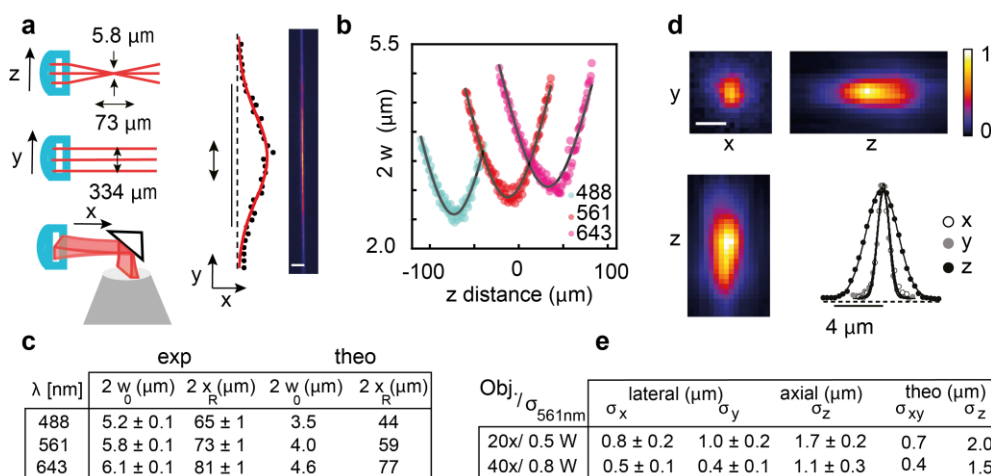 a
5.8 µm
z
73 µm
y
334 µm
x
y
x
b
5.5
2 w (µm)
2.0
488
561
643
-100 0 100
z distance (µm)
d
y
x
z
1
0
z
x
y
z
4 µm
c
exp theo
λ [nm] 2 w0 (µm) 2 xR (µm) 2 w0 (µm) 2 xR (µm)
488 5.2 ± 0.1 65 ± 1 3.5 44
561 5.8 ± 0.1 73 ± 1 4.0 59
643 6.1 ± 0.1 81 ± 1 4.6 77
e
Obj./σ561nm lateral (µm) axial (µm) theo (µm)
σx σy σz σxy σz
20x/ 0.5 W 0.8 ± 0.2 1.0 ± 0.2 1.7 ± 0.2 0.7 2.0
40x/ 0.8 W 0.5 ± 0.1 0.4 ± 0.1 1.1 ± 0.3 0.4 1.5